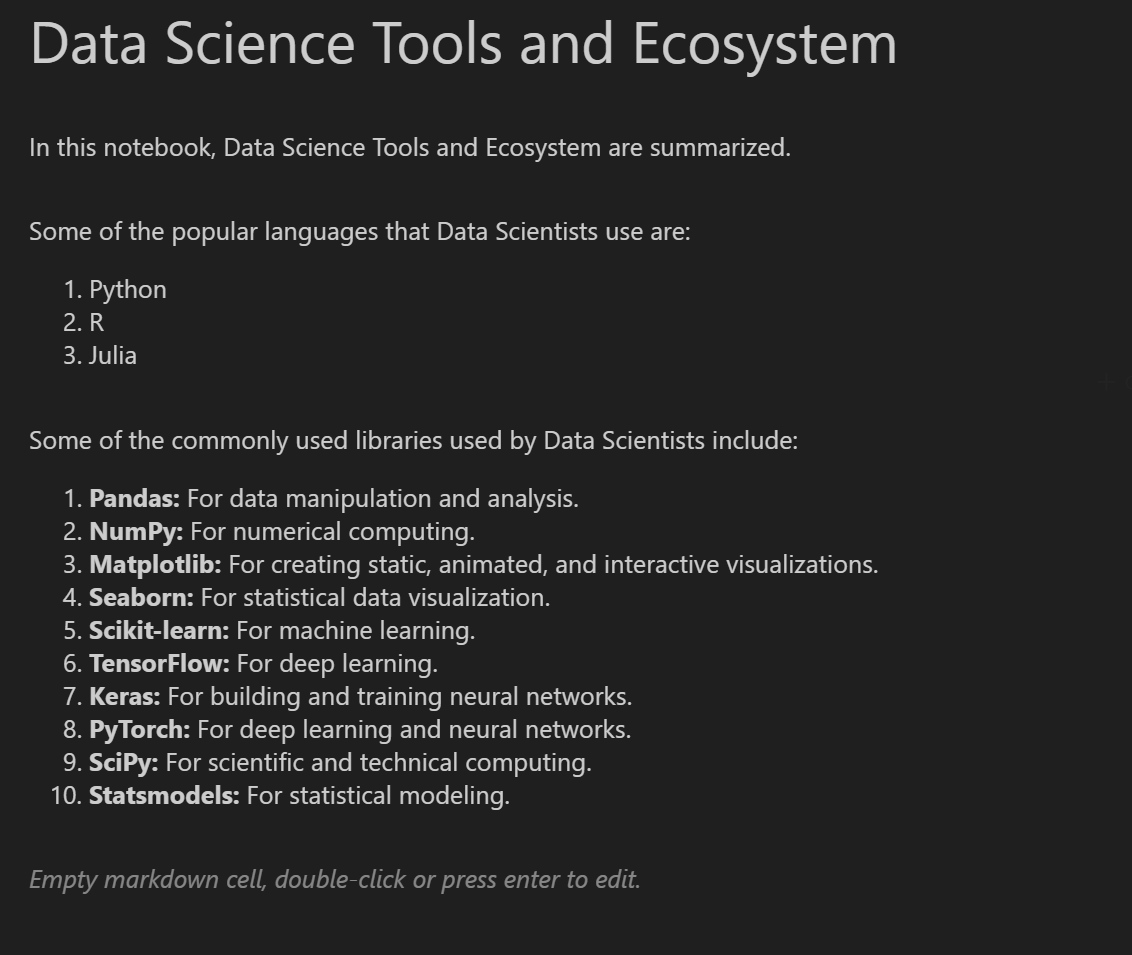 Data Science Tools and Ecosystem
In this notebook, Data Science Tools and Ecosystem are summarized.
Some of the popular languages that Data Scientists use are:
1. Python
2. R
3. Julia
Some of the commonly used libraries used by Data Scientists include:
1. Pandas: For data manipulation and analysis.
2. NumPy: For numerical computing.
3. Matplotlib: For creating static, animated, and interactive visualizations.
4. Seaborn: For statistical data visualization.
5. Scikit-learn: For machine learning.
6. TensorFlow: For deep learning.
7. Keras: For building and training neural networks.
8. PyTorch: For deep learning and neural networks.
9. SciPy: For scientific and technical computing.
10. Statsmodels: For statistical modeling.
Empty markdown cell, double-click or press enter to edit.